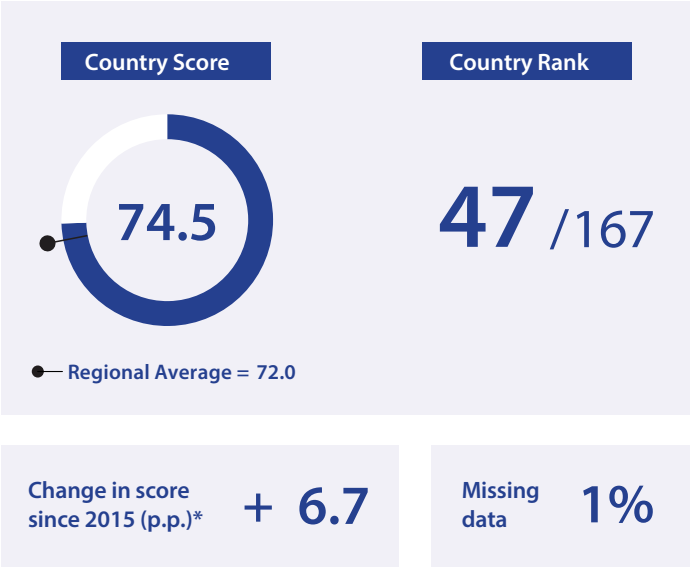 Country Score
Country Rank
74.5
47 /167
Regional Average = 72.0
Change in score
since 2015 (p.p.)*
+ 6.7
Missing
data
1%